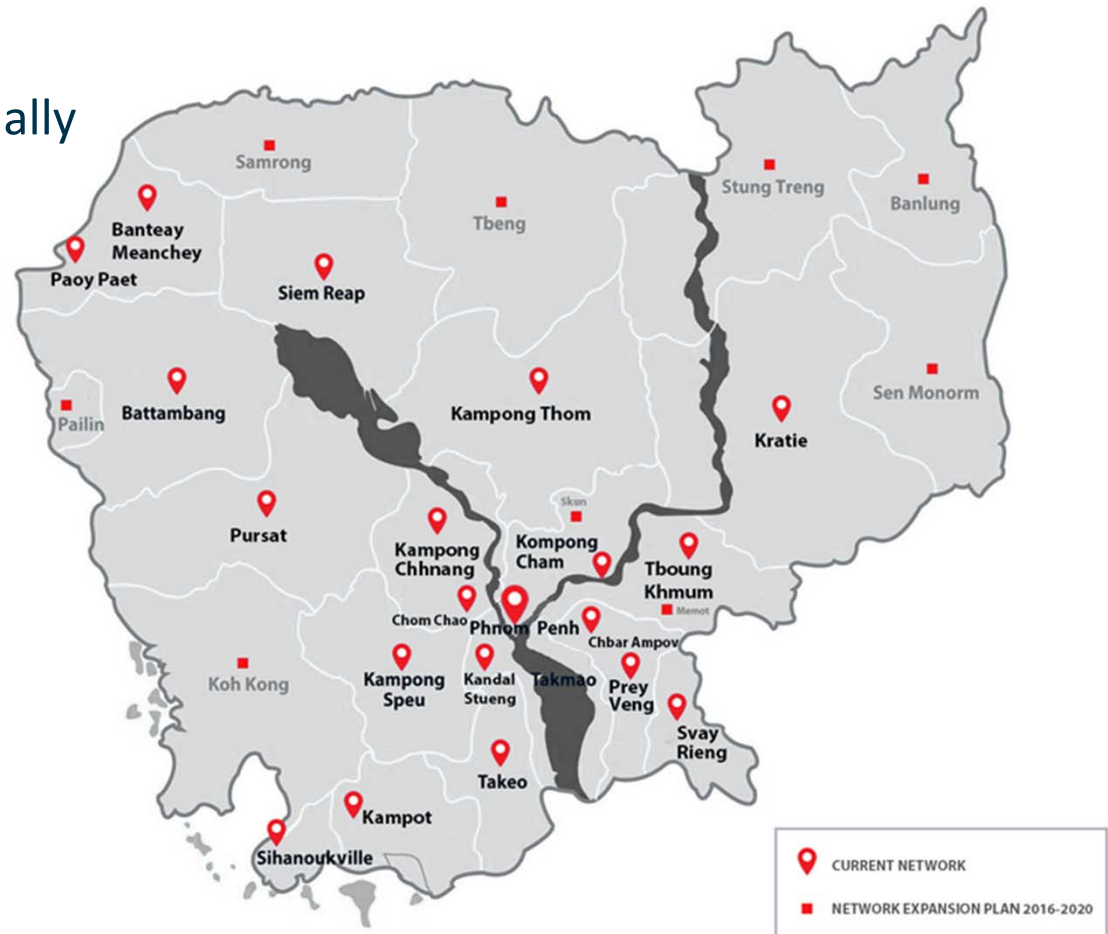 ally
Samrong
Stung Treng
Banlung
Tbeng
Banteay
Meanchey
Paoy Paet
Siem Reap
Sen Monorm
Battambang
Kampong Thom
Pailin
Kratie
Skun
Pursat
Kampong
Chhnang
Kompong
Cham
Tboung
Khmum
Memot
Chom Chao
Phnom Penh
Chbar Ampov
Koh Kong
Kampong
Speu
Kandal
Stueng
Takmao
Prey
Veng
Svay
Rieng
Takeo
Kampot
Sihanoukville
CURRENT NETWORK
NETWORK EXPANSION PLAN 2016-2020